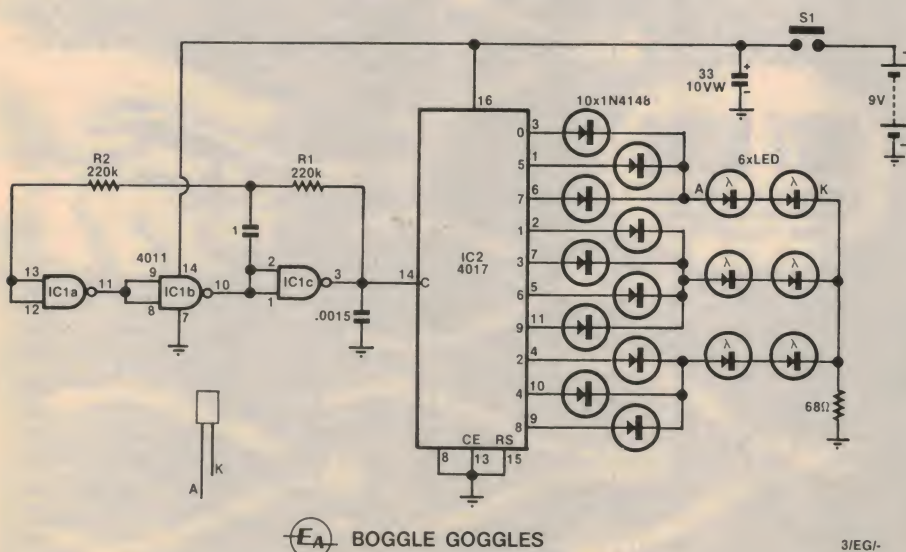 S1
33
10VW
+
-
9V
16
10x1N4148
0 3
5 1
7 6
1 2
3 7
6 5
9 11
2 4
4 10
8 9
6xLED
A
K
λ λ
λ λ
λ λ
R2
220k
R1
220k
1
4011
13
12
IC1a
11
9
8
14
7
IC1b
10
2
1
IC1c
3
.0015
14
C
IC2
4017
CE RS
8 13 15
68Ω
A
K
EA BOGGLE GOGGLES
3/EG/-